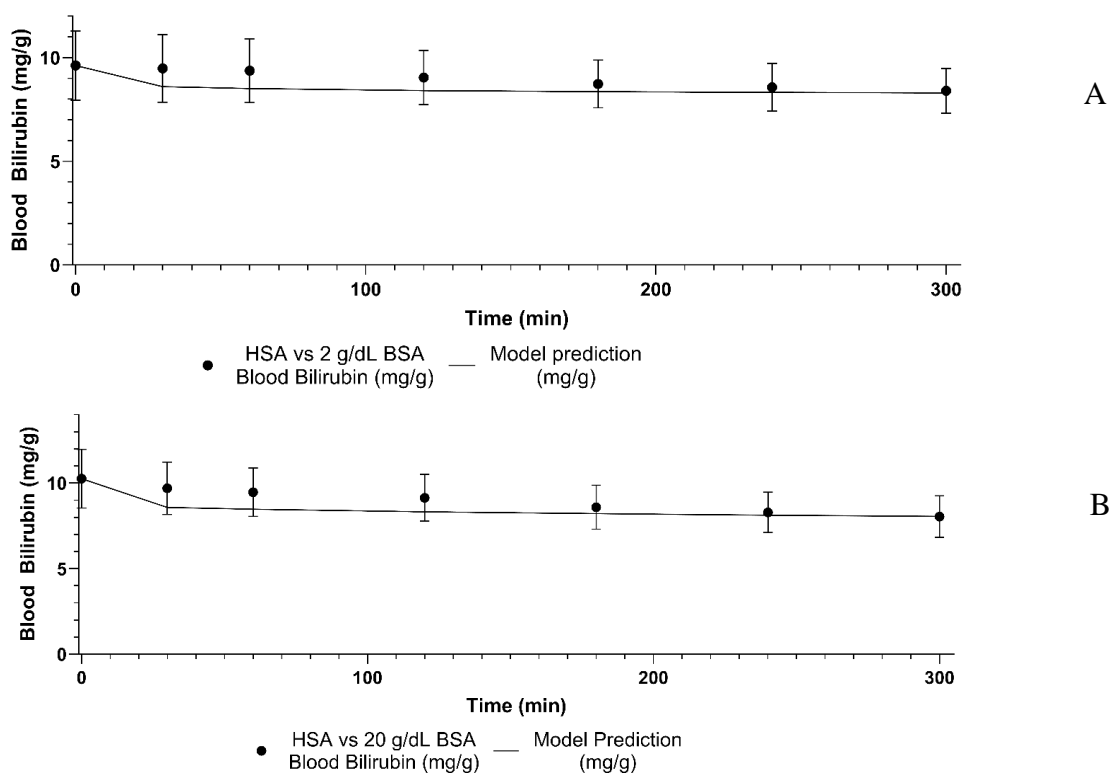 10
5
0
Blood Bilirubin (mg/g)
0
100
200
300
Time (min)
HSA vs 2 g/dL BSA
Blood Bilirubin (mg/g)
Model prediction
(mg/g)
A
10
5
0
Blood Bilirubin (mg/g)
0
100
200
300
Time (min)
HSA vs 20 g/dL BSA
Blood Bilirubin (mg/g)
Model Prediction
(mg/g)
B